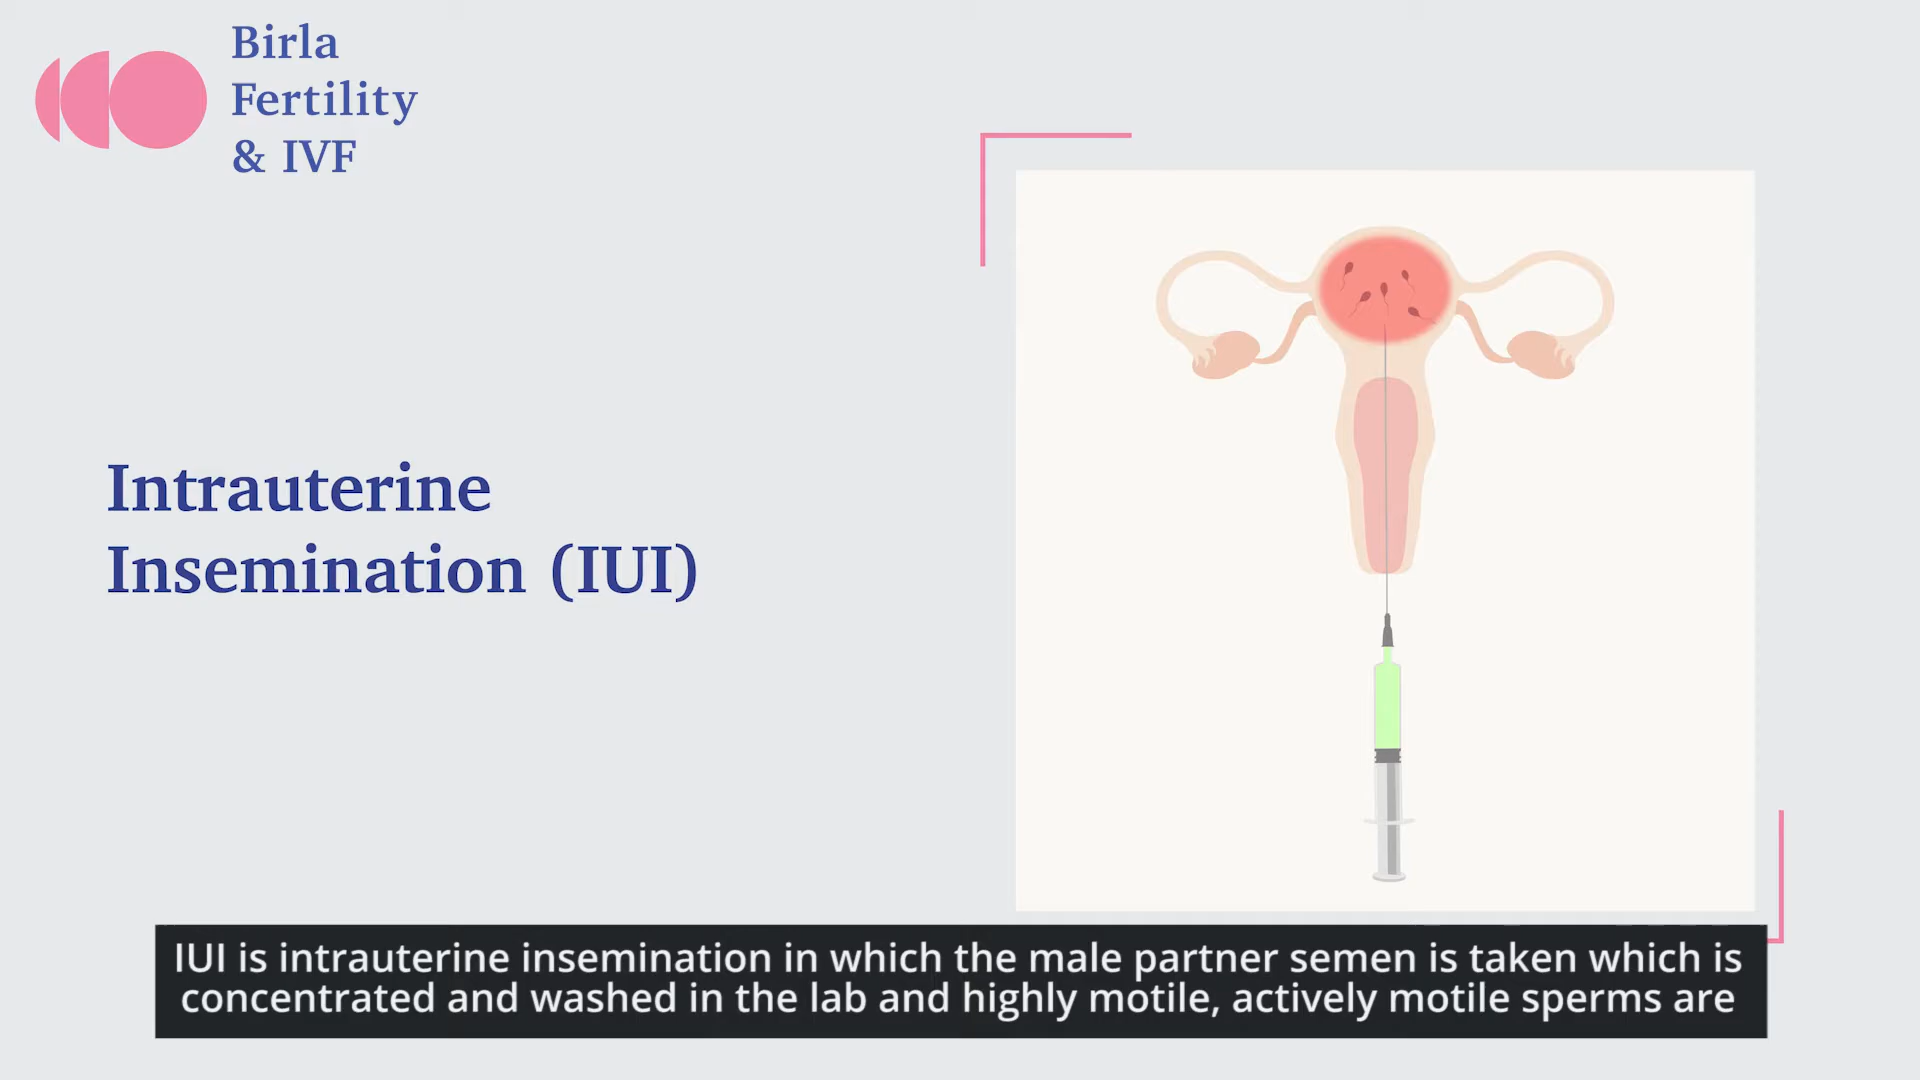 Birla
Fertility
& IVF
Intrauterine
Insemination (IUI)
IUI is intrauterine insemination in which the male partner semen is taken which is
concentrated and washed in the lab and highly motile, actively motile sperms are